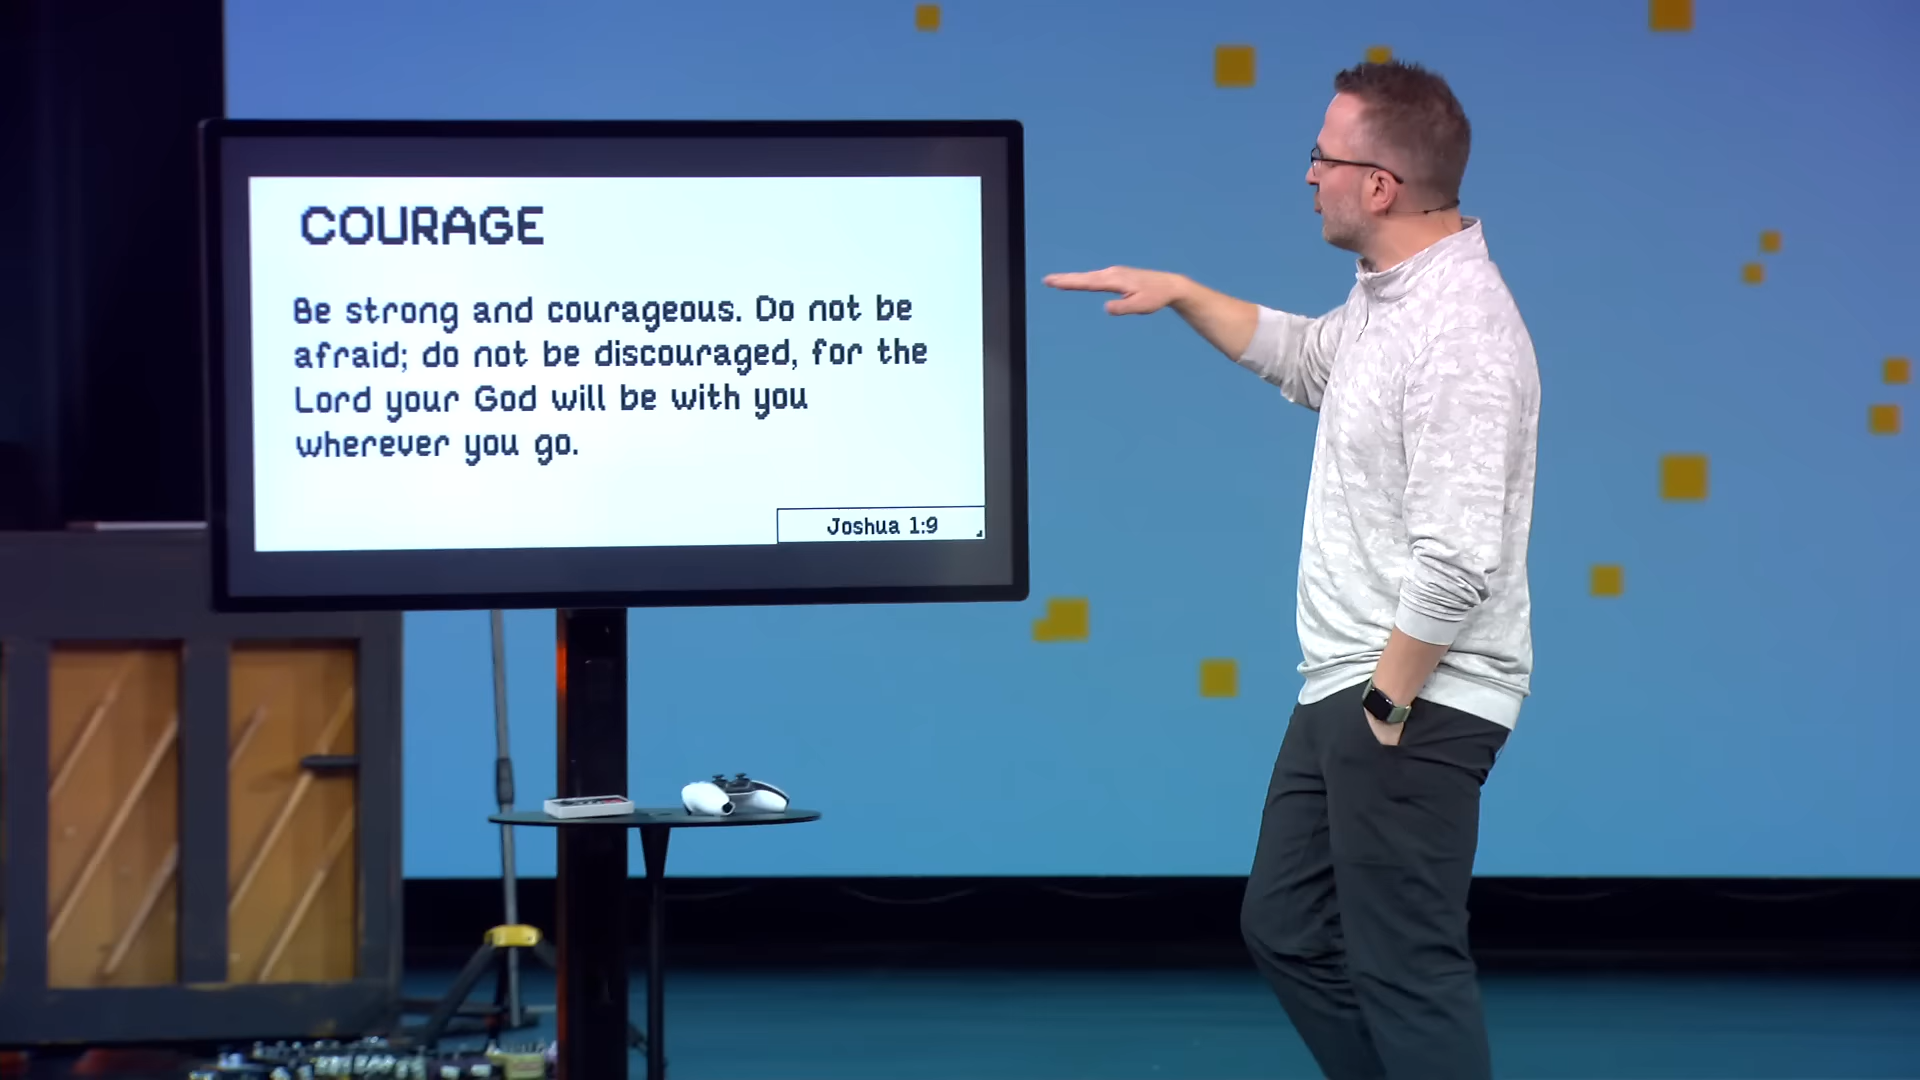 COURAGE
Be strong and courageous. Do not be
afraid; do not be discouraged, for the
Lord your God will be with you
wherever you go.
Joshua 1:9